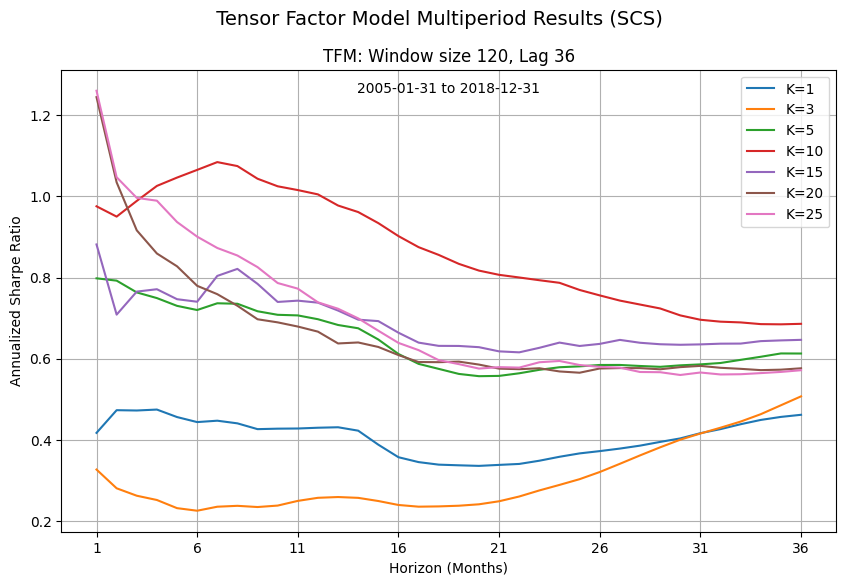 Tensor Factor Model Multiperiod Results (SCS)
TFM: Window size 120, Lag 36
2005-01-31 to 2018-12-31
K=1
K=3
K=5
K=10
K=15
K=20
K=25
Annualized Sharpe Ratio
1.2
1.0
0.8
0.6
0.4
0.2
1 6 11 16 21 26 31 36
Horizon (Months)